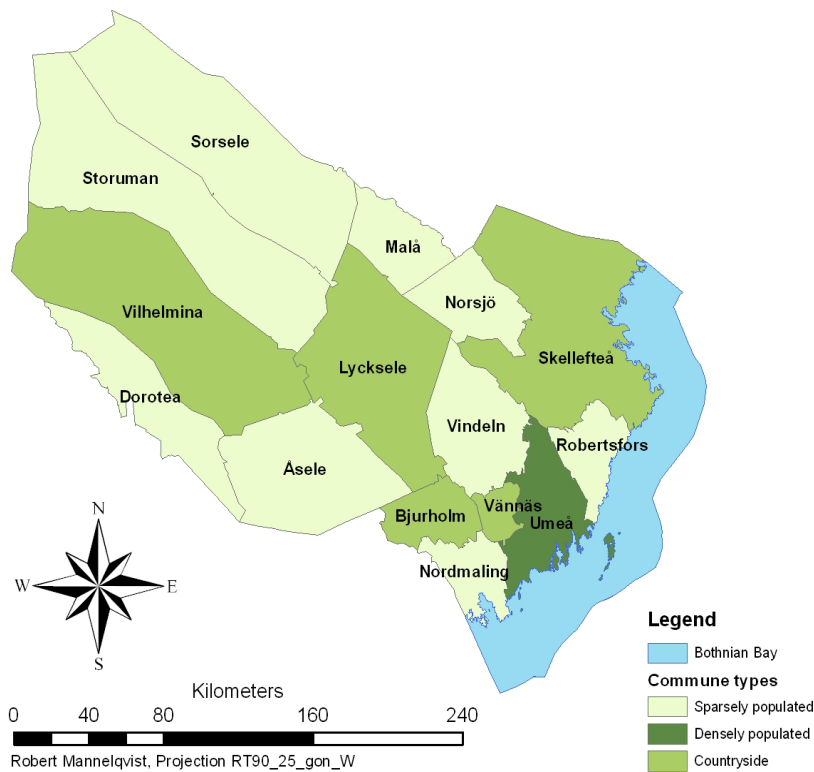 Sorsele
Storuman
Malå
Norsjö
Vilhelmina
Skellefteå
Lycksele
Dorotea
Vindeln
Robertsfors
Åsele
Vännäs
Bjurholm
Umeå
Nordmaling
N
W
E
S
Legend
Bothnian Bay
Commune types
Sparsely populated
Densely populated
Countryside
Kilometers
0 40 80 160 240
Robert Mannelqvist, Projection RT90_25_gon_W